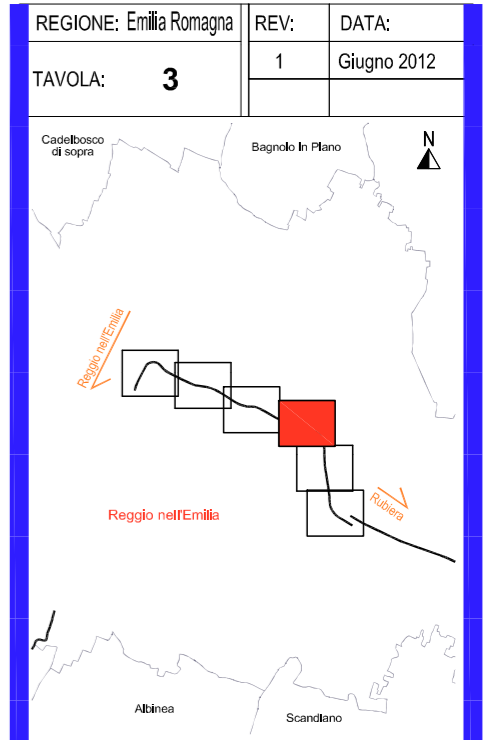 REGIONE: Emilia Romagna REV: DATA:
1 Giugno 2012
TAVOLA: 3
Cadelbosco
di sopra
Bagnolo In Piano
N
Reggio nell'Emilia
Reggio nell'Emilia
Rubiera
Albinea
Scandiano